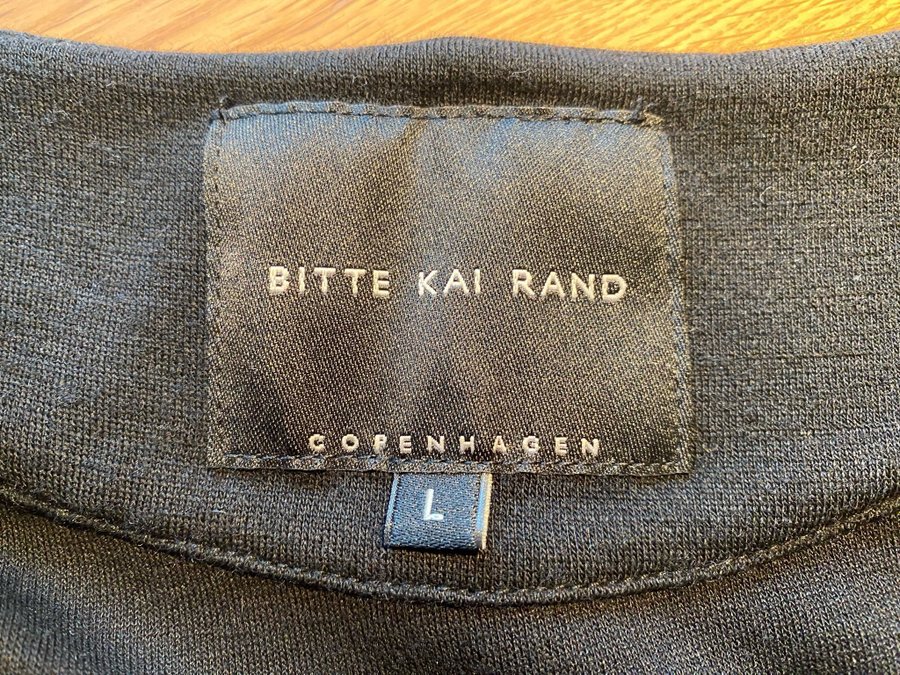 BITTE KAI RAND
COPENHAGEN
L